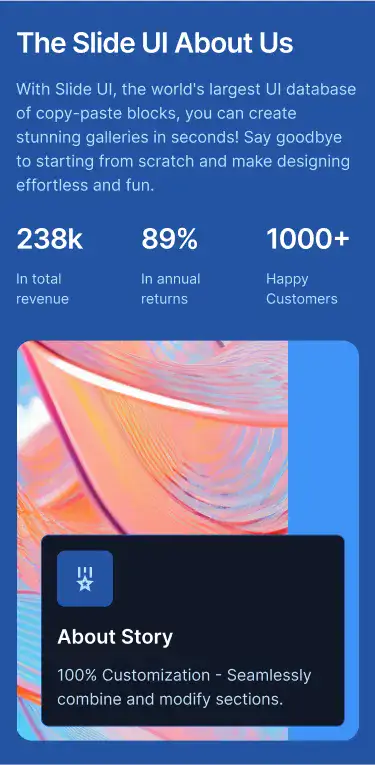 The Slide UI About Us
With Slide UI, the world's largest UI database
of copy-paste blocks, you can create
stunning galleries in seconds! Say goodbye
to starting from scratch and make designing
effortless and fun.
238k 89% 1000+
In total In annual Happy
revenue returns Customers
About Story
100% Customization - Seamlessly
combine and modify sections.